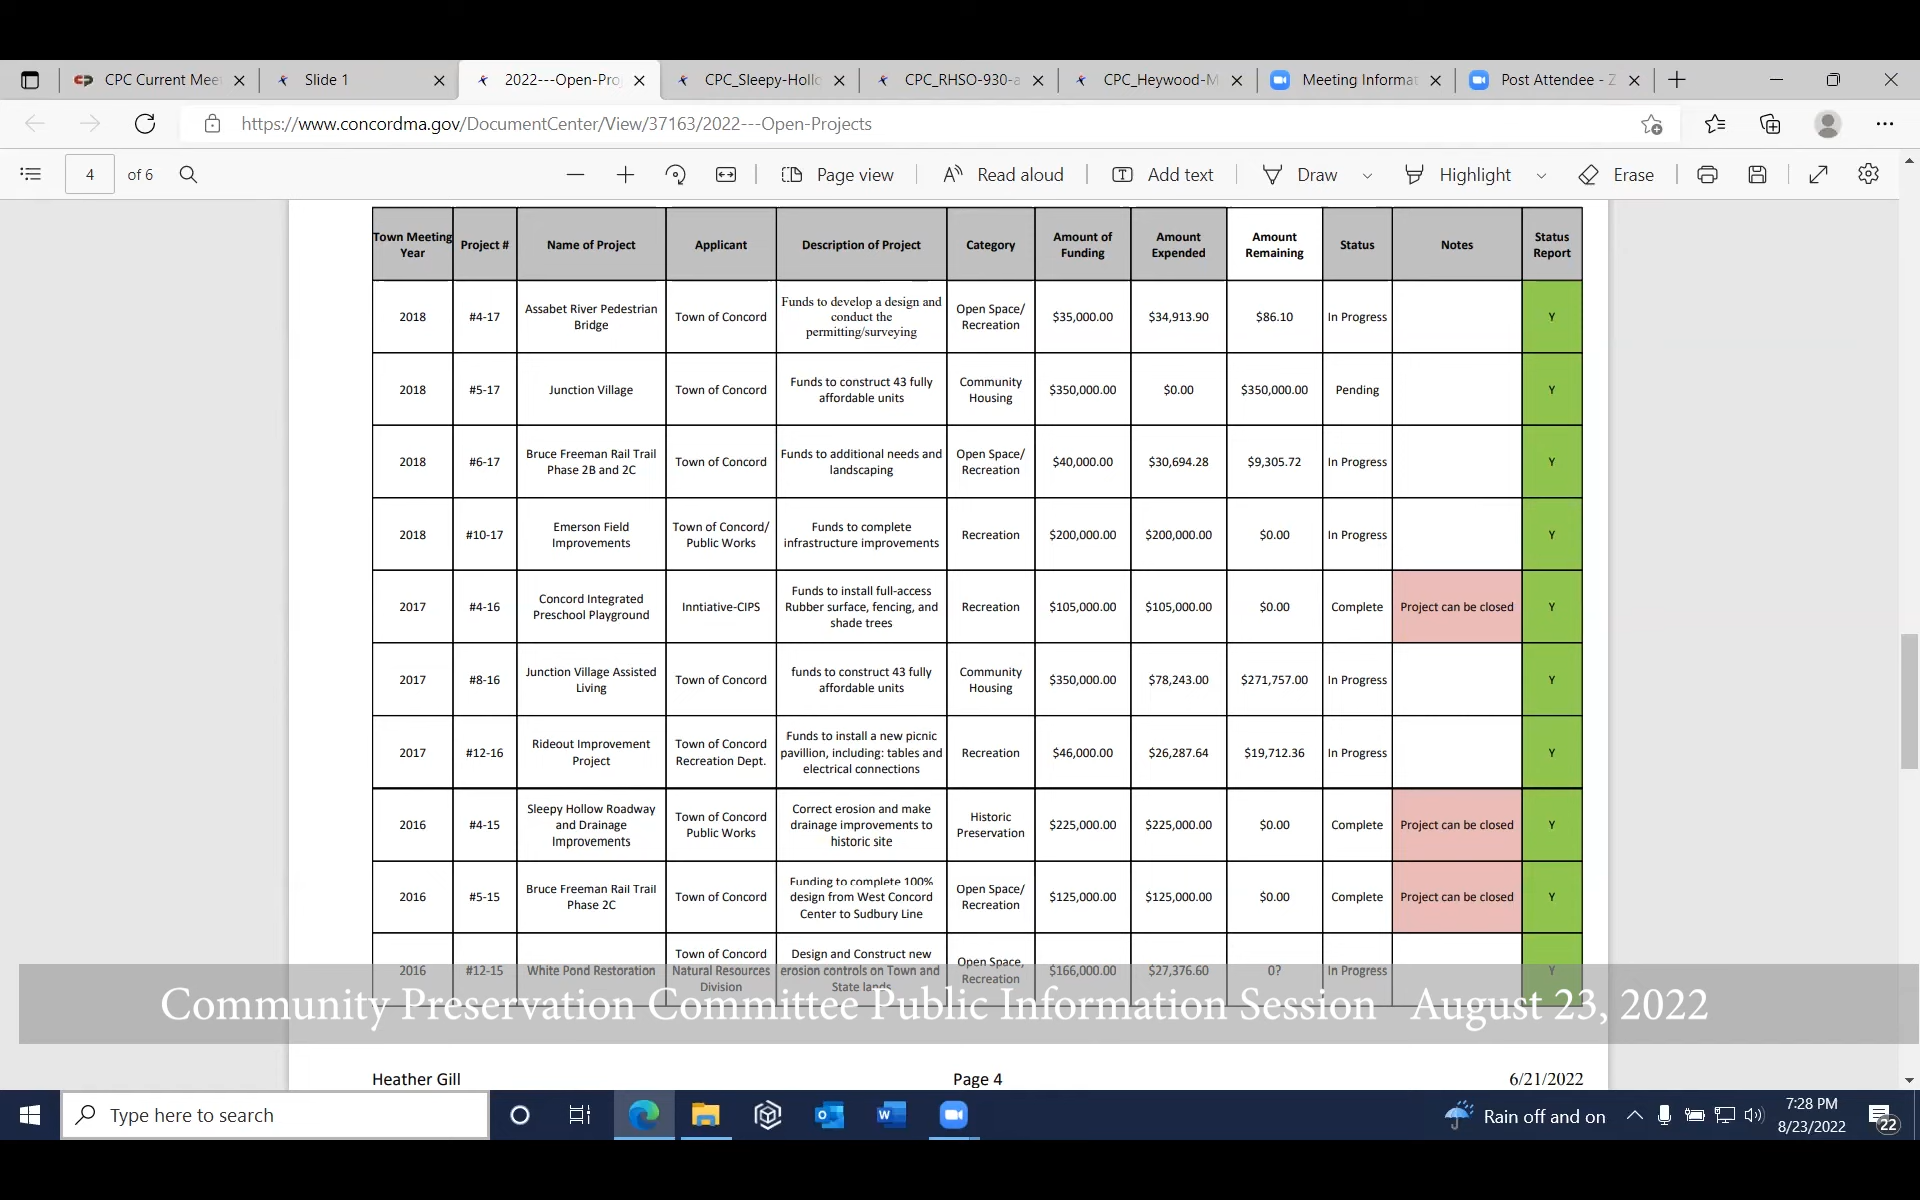 CPC Current Mee
Slide 1
2022---Open-Pro
CPC_Sleepy-Hollo
CPC_RHSO-930-a
CPC_Heywood-M
Meeting Informat
Post Attendee - Z
https://www.concordma.gov/DocumentCenter/View/37163/2022---Open-Projects
4 of 6
Page view
Read aloud
Add text
Draw
Highlight
Erase
Town Meeting
Year
Project #
Name of Project
Applicant
Description of Project
Category
Amount of
Funding
Amount
Expended
Amount
Remaining
Status
Notes
Status
Report
2018
#4-17
Assabet River Pedestrian
Bridge
Town of Concord
Funds to develop a design and
conduct the
permitting/surveying
Open Space/
Recreation
$35,000.00
$34,913.90
$86.10
In Progress
Y
2018
#5-17
Junction Village
Town of Concord
Funds to construct 43 fully
affordable units
Community
Housing
$350,000.00
$0.00
$350,000.00
Pending
Y
2018
#6-17
Bruce Freeman Rail Trail
Phase 2B and 2C
Town of Concord
Funds to additional needs and
landscaping
Open Space/
Recreation
$40,000.00
$30,694.28
$9,305.72
In Progress
Y
2018
#10-17
Emerson Field
Improvements
Town of Concord/
Public Works
Funds to complete
infrastructure improvements
Recreation
$200,000.00
$200,000.00
$0.00
In Progress
Y
2017
#4-16
Concord Integrated
Preschool Playground
Inntiative-CIPS
Funds to install full-access
Rubber surface, fencing, and
shade trees
Recreation
$105,000.00
$105,000.00
$0.00
Complete
Project can be closed
Y
2017
#8-16
Junction Village Assisted
Living
Town of Concord
funds to construct 43 fully
affordable units
Community
Housing
$350,000.00
$78,243.00
$271,757.00
In Progress
Y
2017
#12-16
Rideout Improvement
Project
Town of Concord
Recreation Dept.
Funds to install a new picnic
pavillion, including: tables and
electrical connections
Recreation
$46,000.00
$26,287.64
$19,712.36
In Progress
Y
2016
#4-15
Sleepy Hollow Roadway
and Drainage
Improvements
Town of Concord
Public Works
Correct erosion and make
drainage improvements to
historic site
Historic
Preservation
$225,000.00
$225,000.00
$0.00
Complete
Project can be closed
Y
2016
#5-15
Bruce Freeman Rail Trail
Phase 2C
Town of Concord
Funding to complete 100%
design from West Concord
Center to Sudbury Line
Open Space/
Recreation
$125,000.00
$125,000.00
$0.00
Complete
Project can be closed
Y
2016
#12-15
White Pond Restoration
Town of Concord
Natural Resources
Division
Design and Construct new
erosion controls on Town and
State lands
Open Space,
Recreation
$166,000.00
$27,376.60
0?
In Progress
Y
Community Preservation Committee Public Information Session August 23, 2022
Heather Gill
Page 4
6/21/2022
Type here to search
Rain off and on
7:28 PM
8/23/2022
22